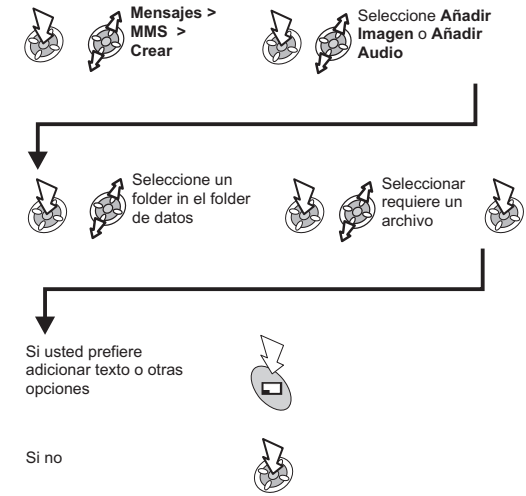 Mensajes >
MMS >
Crear
Seleccione Añadir
Imagen o Añadir
Audio
Seleccione un
folder in el folder
de datos
Seleccionar
requiere un
archivo
Si usted prefiere
adicionar texto o otras
opciones
Si no